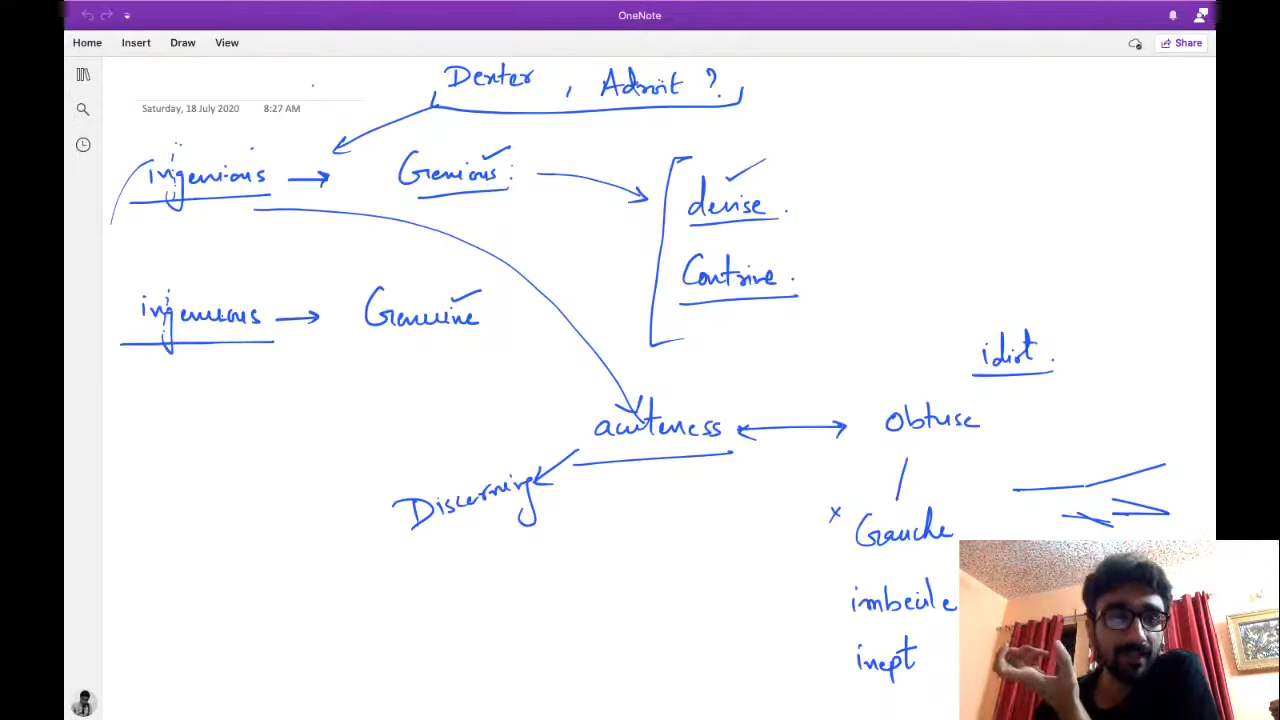 OneNote
Home Insert Draw View Share
Dexter, Adroit ?
Saturday, 18 July 2020 8:27 AM
ingenious → Genious :
devise.
Contrive.
ingenuous → Genuine
idiot.
acuteness ↔ obtuse
Discerning
x Gauche
imbecile
inept